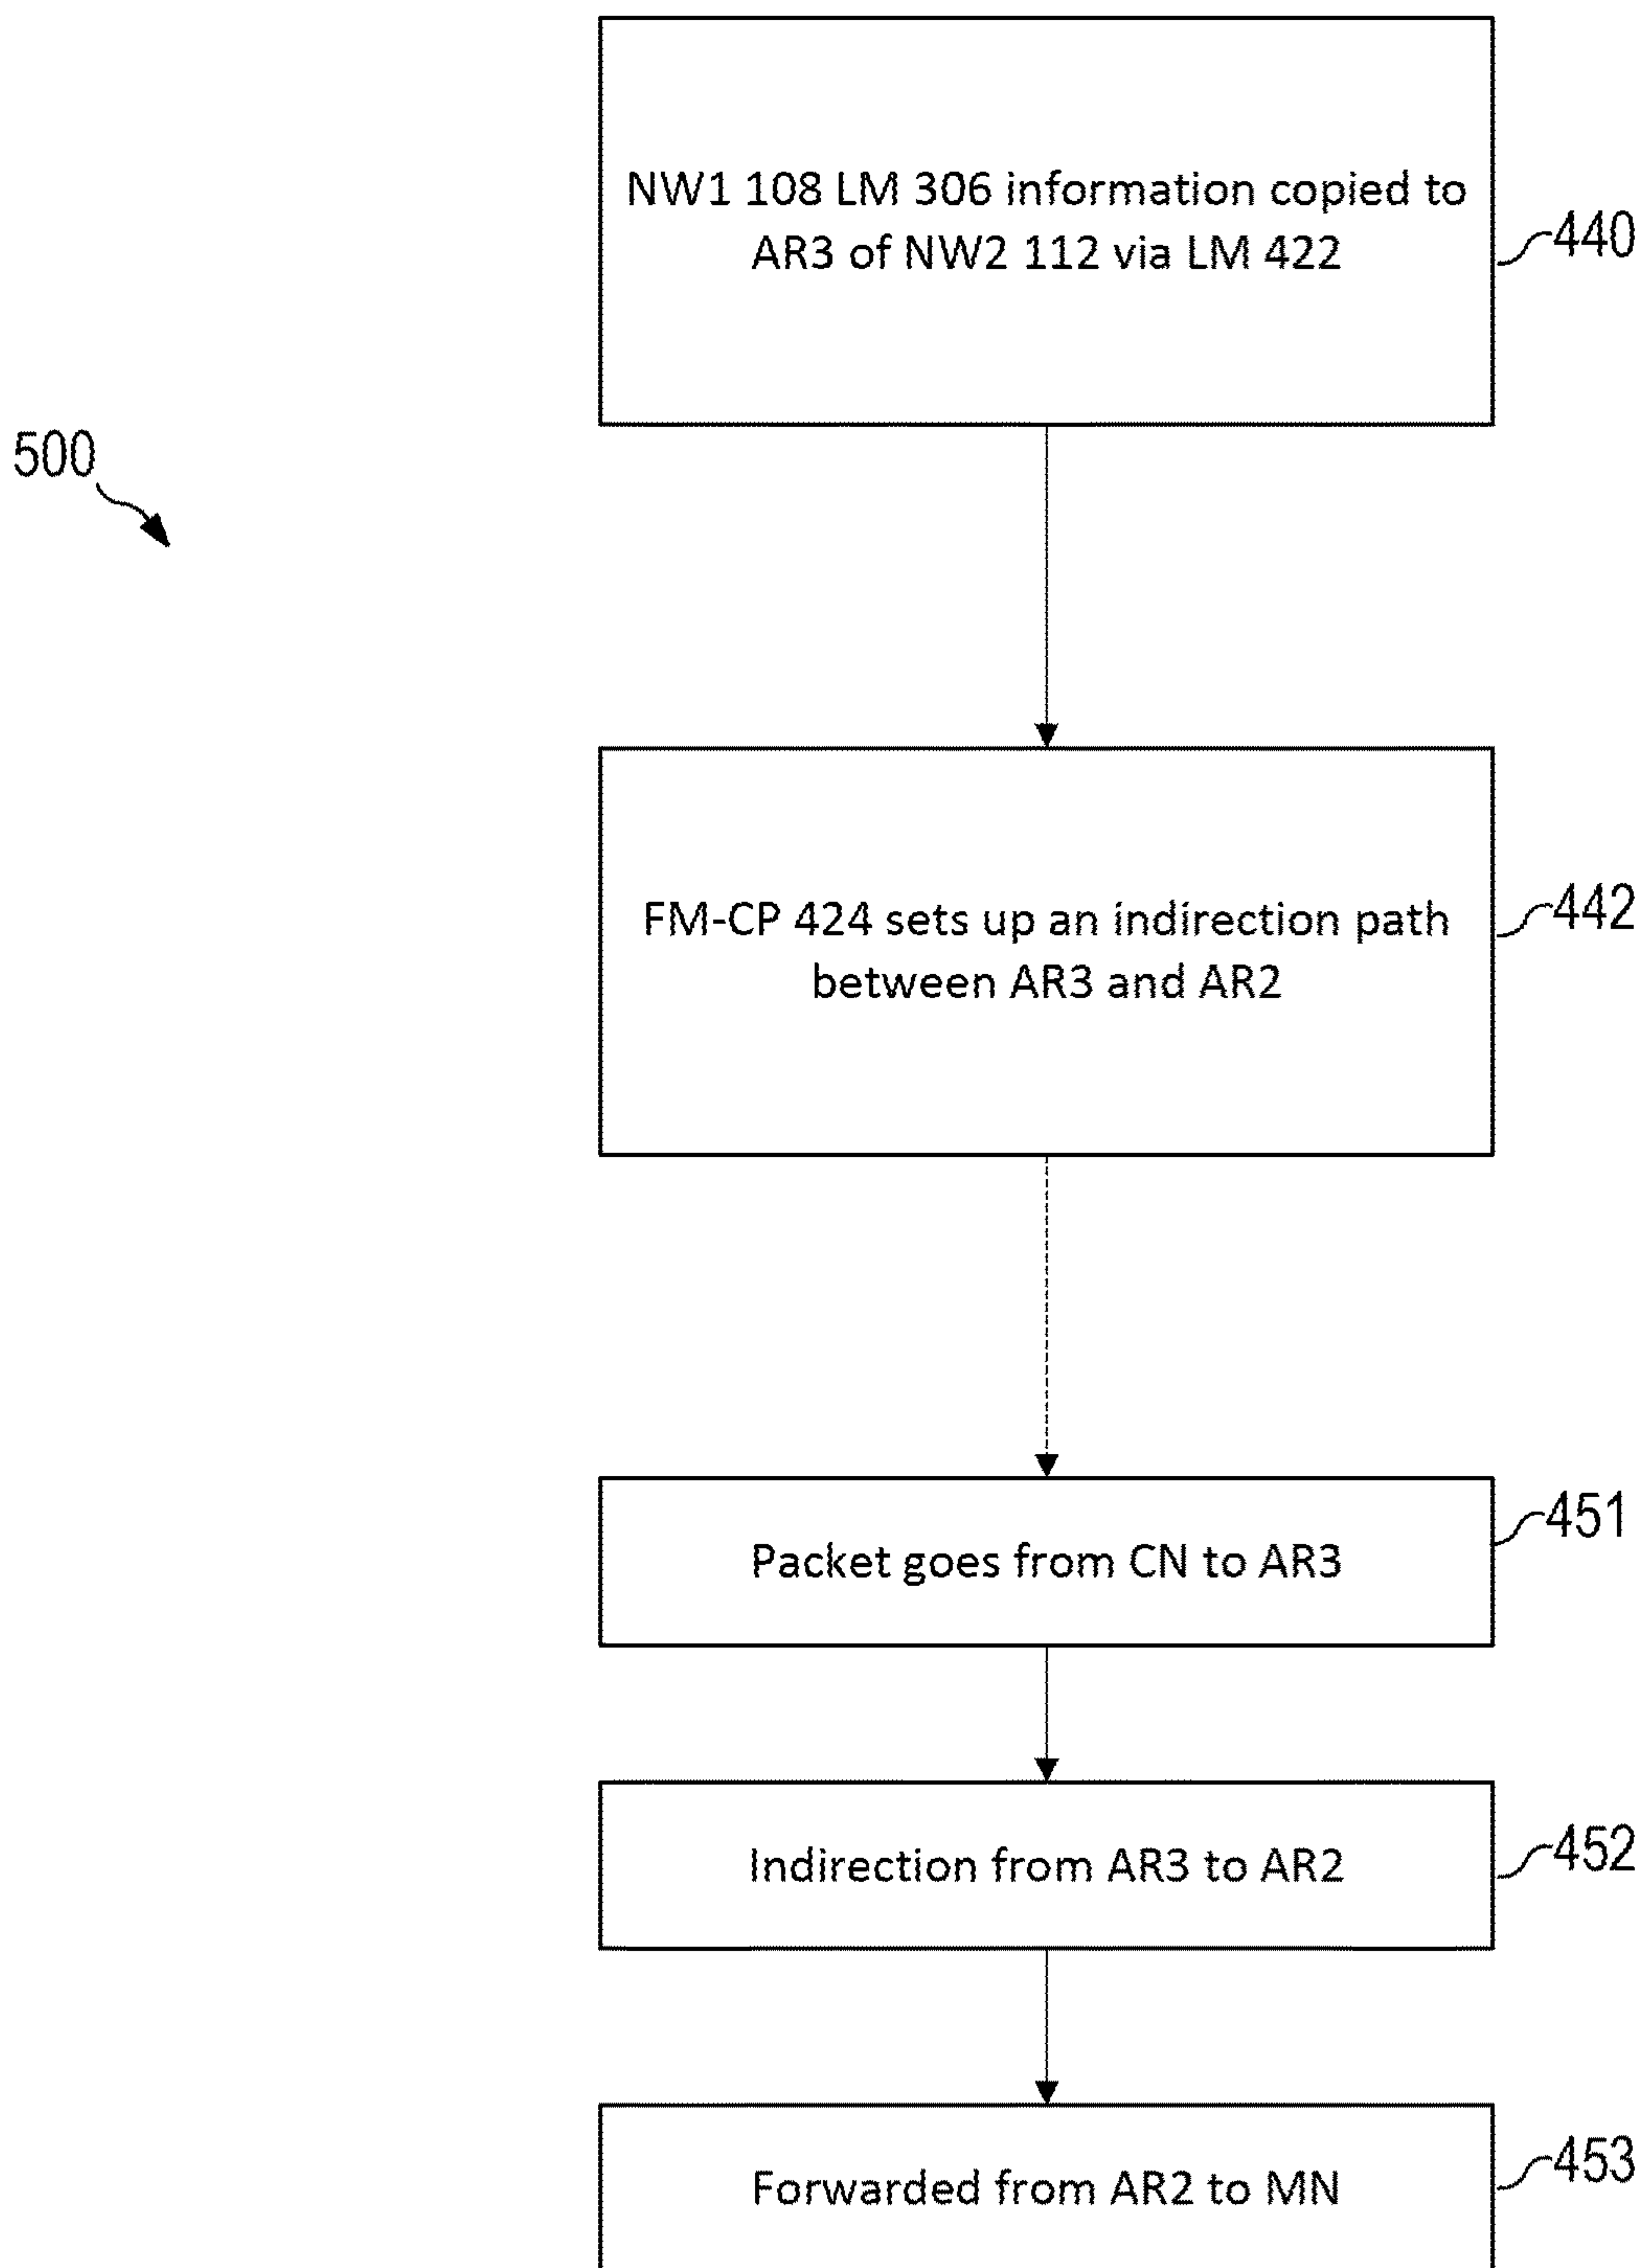 NW1 108 LM 306 information copied to
AR3 of NW2 112 via LM 422
440
500
FM-CP 424 sets up an indirection path
between AR3 and AR2
442
Packet goes from CN to AR3
451
Indirection from AR3 to AR2
452
Forwarded from AR2 to MN
453